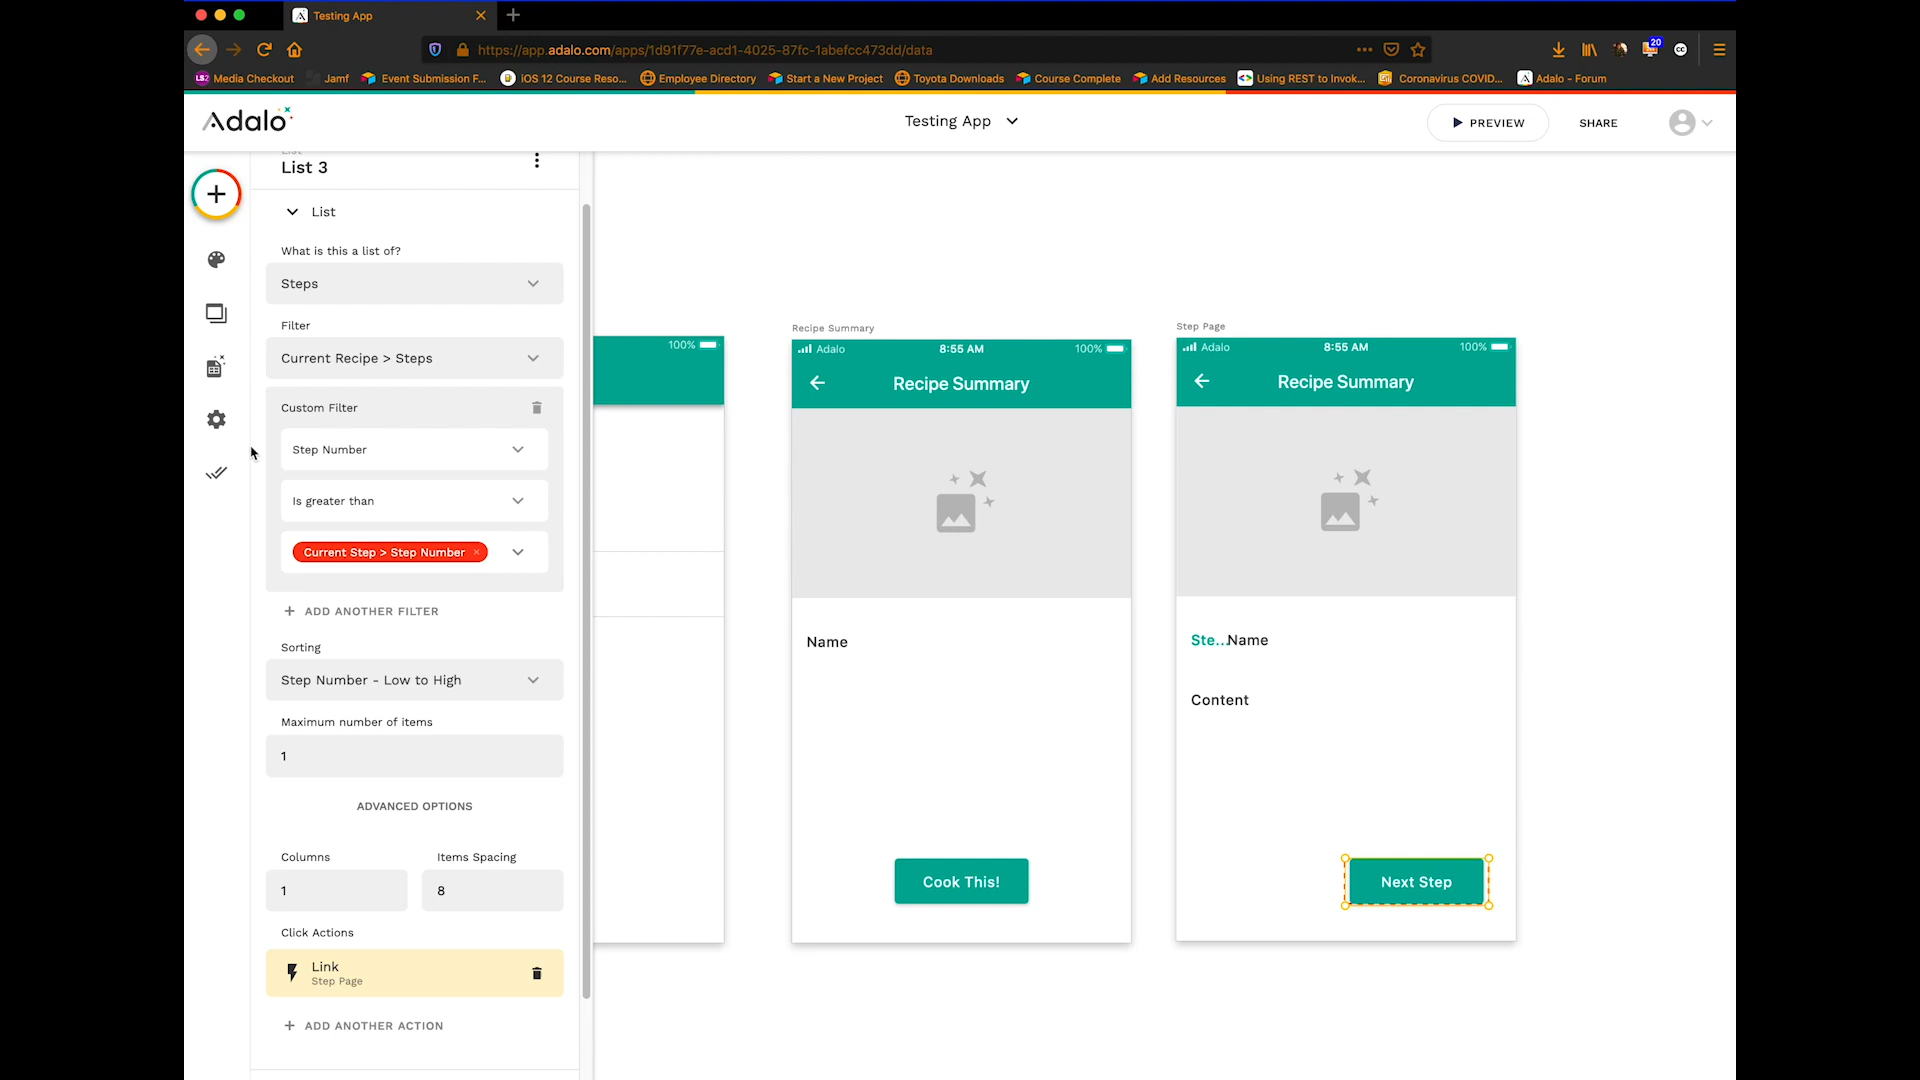 Testing App
https://app.adalo.com/apps/1d91f77e-acd1-4025-87fc-1abefcc473dd/data
20
CC
Media Checkout
Jamf
Event Submission F...
iOS 12 Course Reso...
Employee Directory
Start a New Project
Toyota Downloads
Course Complete
Add Resources
Using REST to Invok...
Coronavirus COVID...
Adalo - Forum
Adalo
Testing App
PREVIEW
SHARE
List
List 3
List
What is this a list of?
Steps
Filter
Current Recipe > Steps
Custom Filter
Step Number
Is greater than
Current Step > Step Number ×
ADD ANOTHER FILTER
Sorting
Step Number - Low to High
Maximum number of items
1
ADVANCED OPTIONS
Columns
Items Spacing
1
8
Click Actions
Link
Step Page
ADD ANOTHER ACTION
100%
Recipe Summary
Adalo
8:55 AM
100%
Recipe Summary
Name
Cook This!
Step Page
Adalo
8:55 AM
100%
Recipe Summary
Ste...Name
Content
Next Step